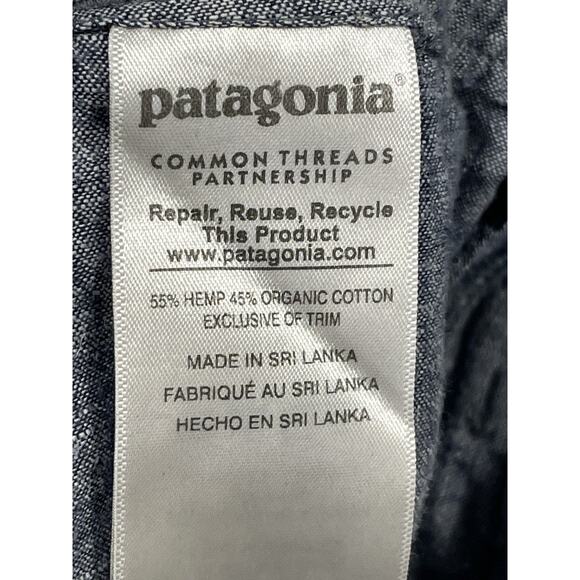 patagonia®
COMMON THREADS
PARTNERSHIP
Repair, Reuse, Recycle
This Product
www.patagonia.com
55% HEMP 45% ORGANIC COTTON
EXCLUSIVE OF TRIM
MADE IN SRI LANKA
FABRIQUÉ AU SRI LANKA
HECHO EN SRI LANKA